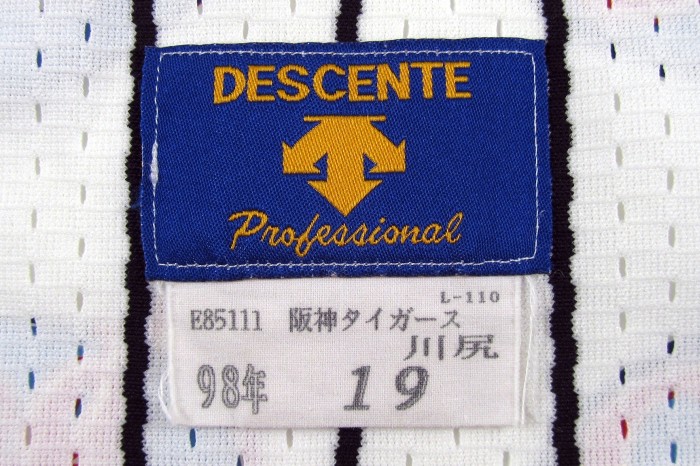 DESCENTE
Professional
L-110
E85111 阪神タイガース
川尻
98年 19